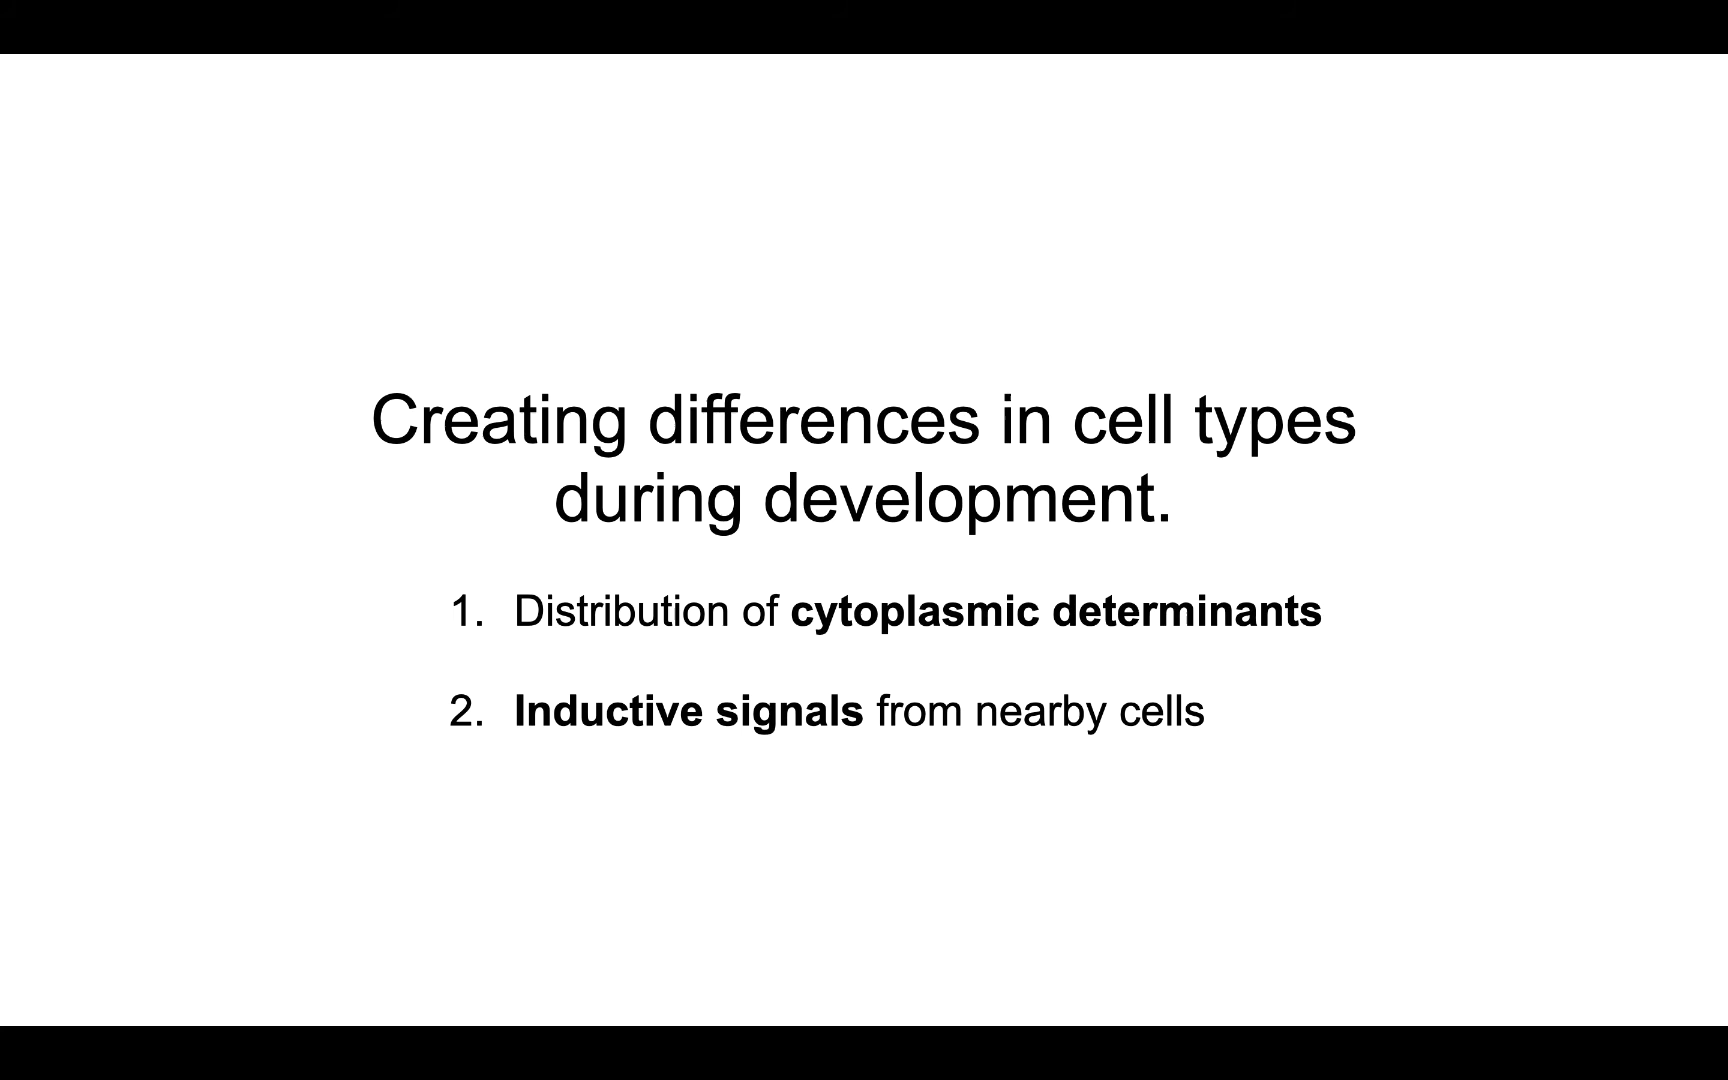 Creating differences in cell types
during development.
1. Distribution of cytoplasmic determinants
2. Inductive signals from nearby cells